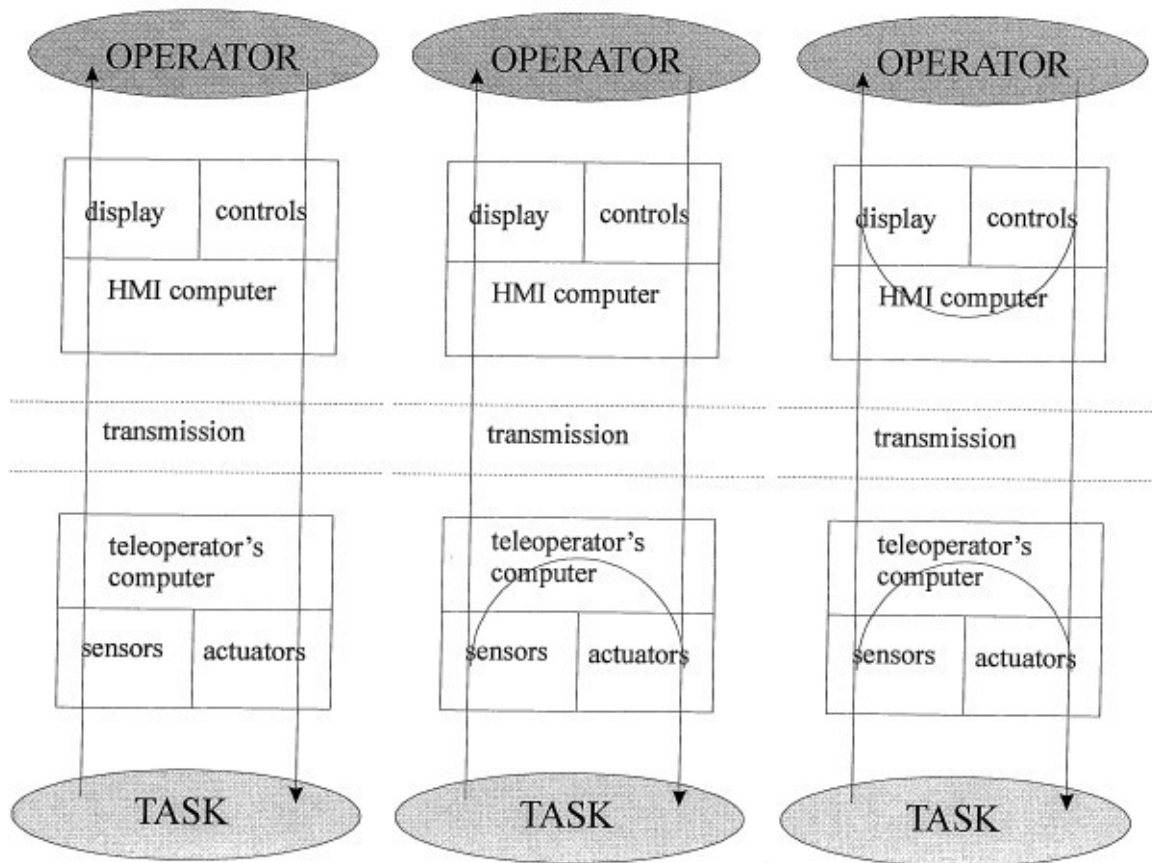 OPERATOR
display
controls
HMI computer
transmission
teleoperator's
computer
sensors
actuators
TASK
OPERATOR
display
controls
HMI computer
transmission
teleoperator's
computer
sensors
actuators
TASK
OPERATOR
display
controls
HMI computer
transmission
teleoperator's
computer
sensors
actuators
TASK